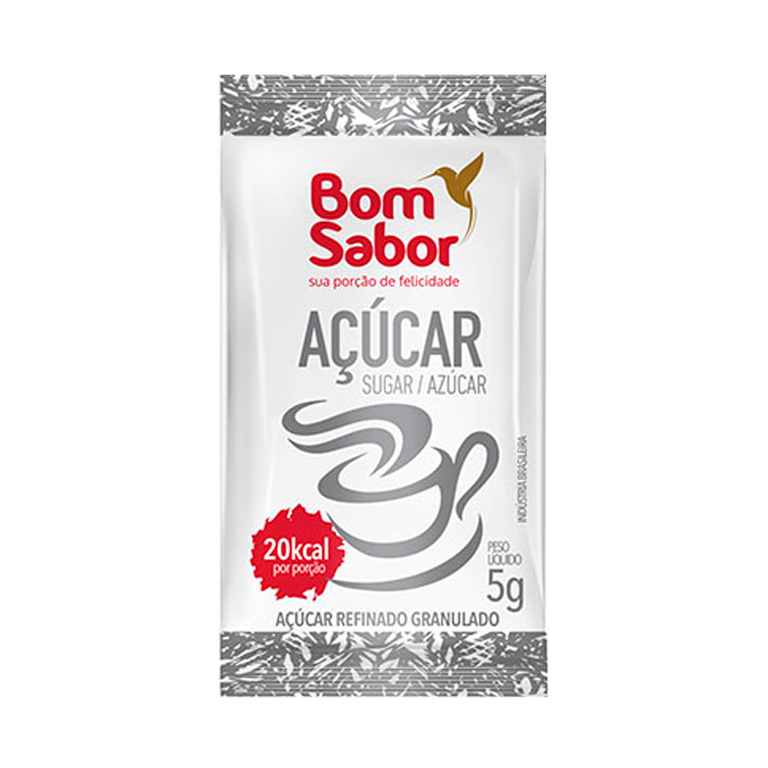 Bom
Sabor
sua porção de felicidade
AÇÚCAR
SUGAR / AZÚCAR
INDÚSTRIA BRASILEIRA
20kcal
por porção
PESO
LÍQUIDO
5g
AÇÚCAR REFINADO GRANULADO